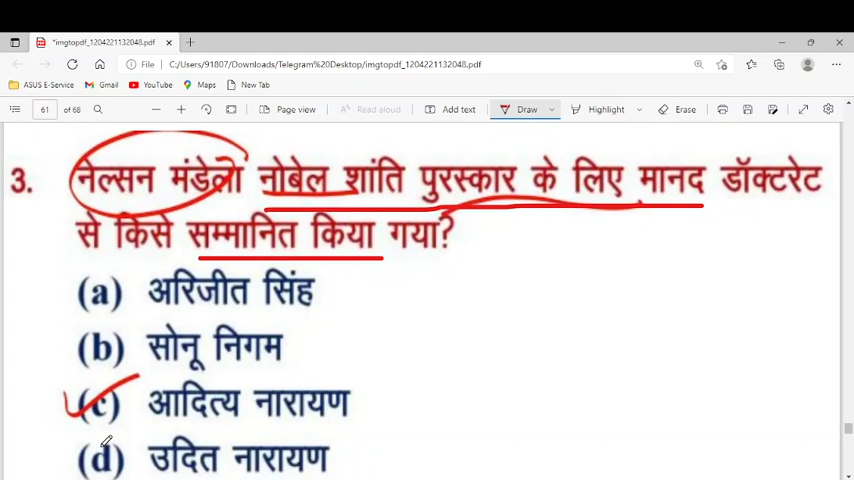 *imgtopdf_1204221132048.pdf
File
C:/Users/91807/Downloads/Telegram%20Desktop/imgtopdf_1204221132048.pdf
ASUS E-Service
Gmail
YouTube
Maps
New Tab
61 of 68
Page view
Read aloud
Add text
Draw
Highlight
Erase
3. नेल्सन मंडेला नोबेल शांति पुरस्कार के लिए मानद डॉक्टरेट
से किसे सम्मानित किया गया?
(a) अरिजीत सिंह
(b) सोनू निगम
(c) आदित्य नारायण
(d) उदित नारायण